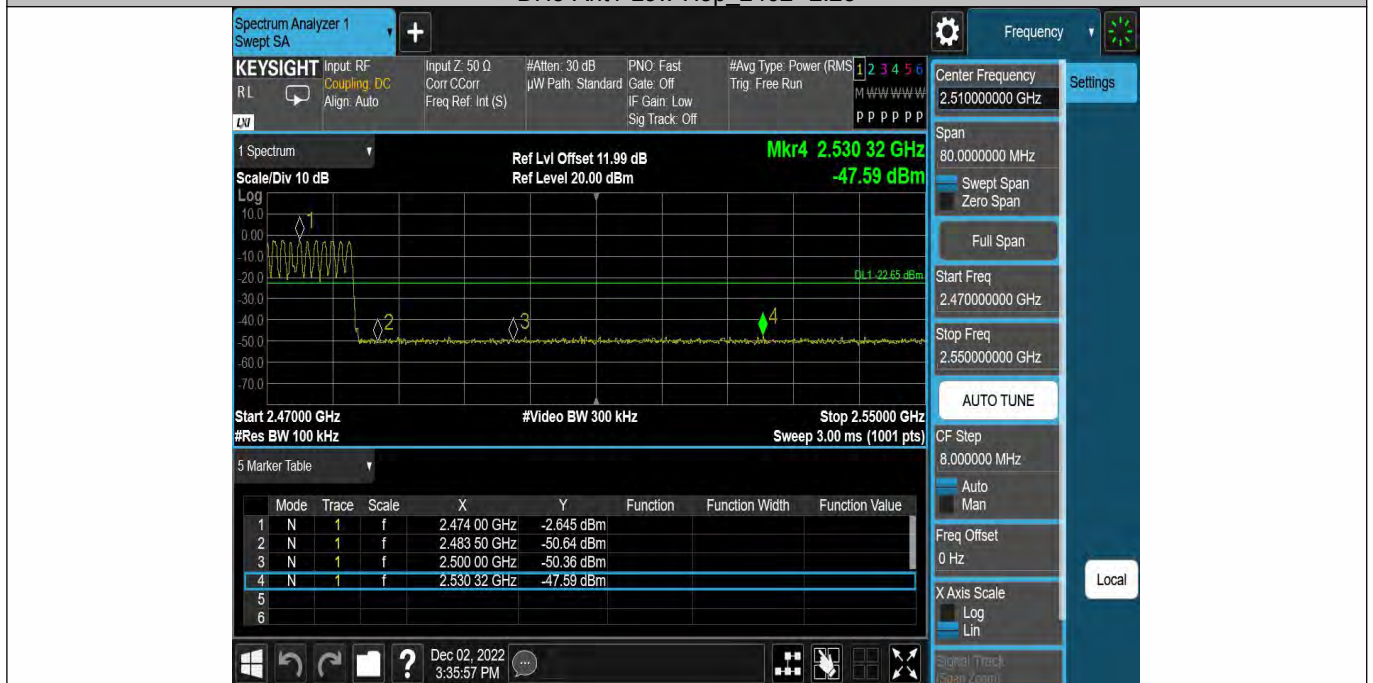 Spectrum Analyzer 1
Swept SA
+
Frequency
KEYSIGHT
RL
LXI
Input: RF
Coupling: DC
Align: Auto
Input Z: 50 Ω
Corr CCorr
Freq Ref: Int (S)
#Atten: 30 dB
µW Path: Standard
PNO: Fast
Gate: Off
IF Gain: Low
Sig Track: Off
#Avg Type: Power (RMS
Trig: Free Run
1 2 3 4 5 6
M W W W W W
P P P P P P
Center Frequency
2.510000000 GHz
Settings
Span
80.0000000 MHz
Swept Span
Zero Span
Full Span
Start Freq
2.470000000 GHz
Stop Freq
2.550000000 GHz
AUTO TUNE
CF Step
8.000000 MHz
Auto
Man
Freq Offset
0 Hz
X Axis Scale
Log
Lin
Signal Track
(Span Zoom)
Local
1 Spectrum
Scale/Div 10 dB
Ref Lvl Offset 11.99 dB
Ref Level 20.00 dBm
Mkr4 2.530 32 GHz
-47.59 dBm
Log
10.0
0.00
-10.0
-20.0
-30.0
-40.0
-50.0
-60.0
-70.0
1
2
3
4
DL1 -22.65 dBm
Start 2.47000 GHz
#Video BW 300 kHz
Stop 2.55000 GHz
#Res BW 100 kHz
Sweep 3.00 ms (1001 pts)
5 Marker Table
Mode Trace Scale X Y Function Function Width Function Value
1 N 1 f 2.474 00 GHz -2.645 dBm
2 N 1 f 2.483 50 GHz -50.64 dBm
3 N 1 f 2.500 00 GHz -50.36 dBm
4 N 1 f 2.530 32 GHz -47.59 dBm
5
6
?
Dec 02, 2022
3:35:57 PM